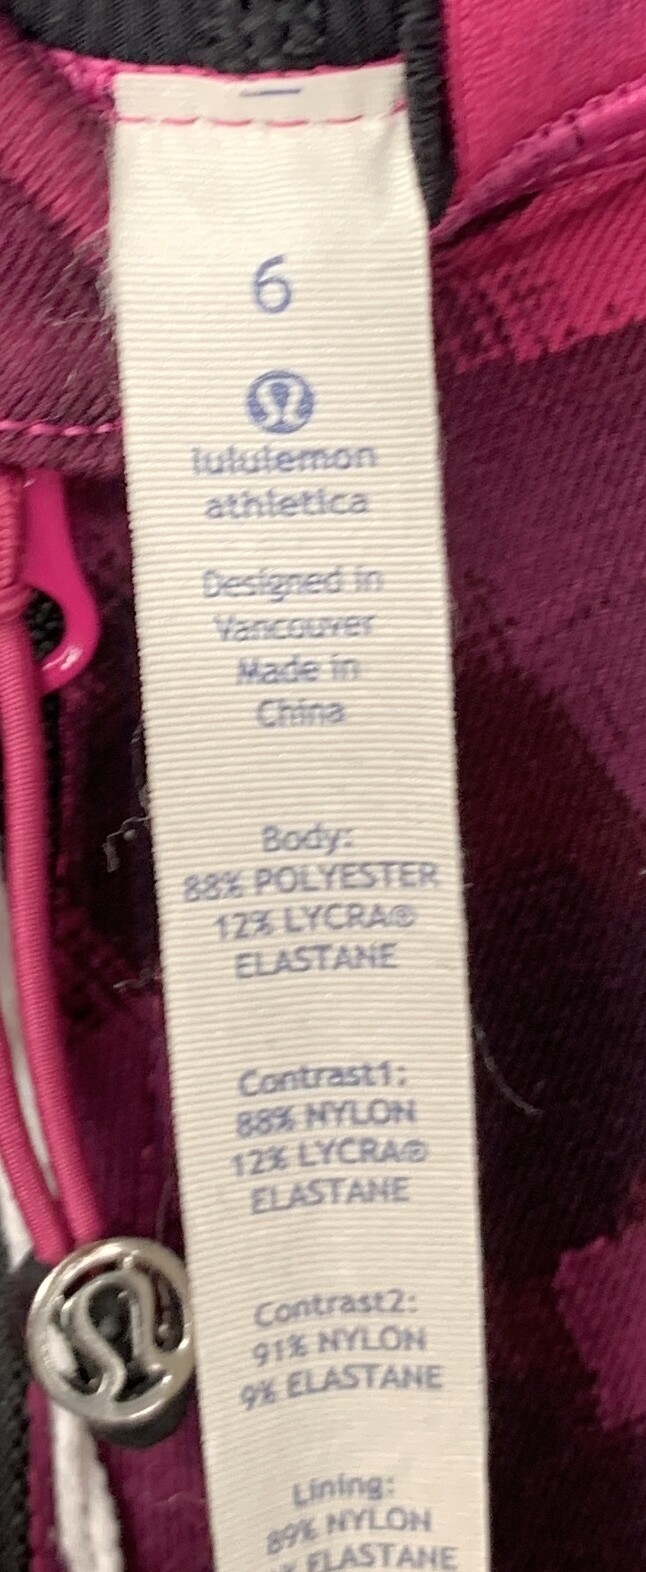 6
lululemon
athletica
Designed in
Vancouver
Made in
China
Body:
88% POLYESTER
12% LYCRA®
ELASTANE
Contrast1:
88% NYLON
12% LYCRA®
ELASTANE
Contrast2:
91% NYLON
9% ELASTANE
Lining:
89% NYLON
ELASTANE